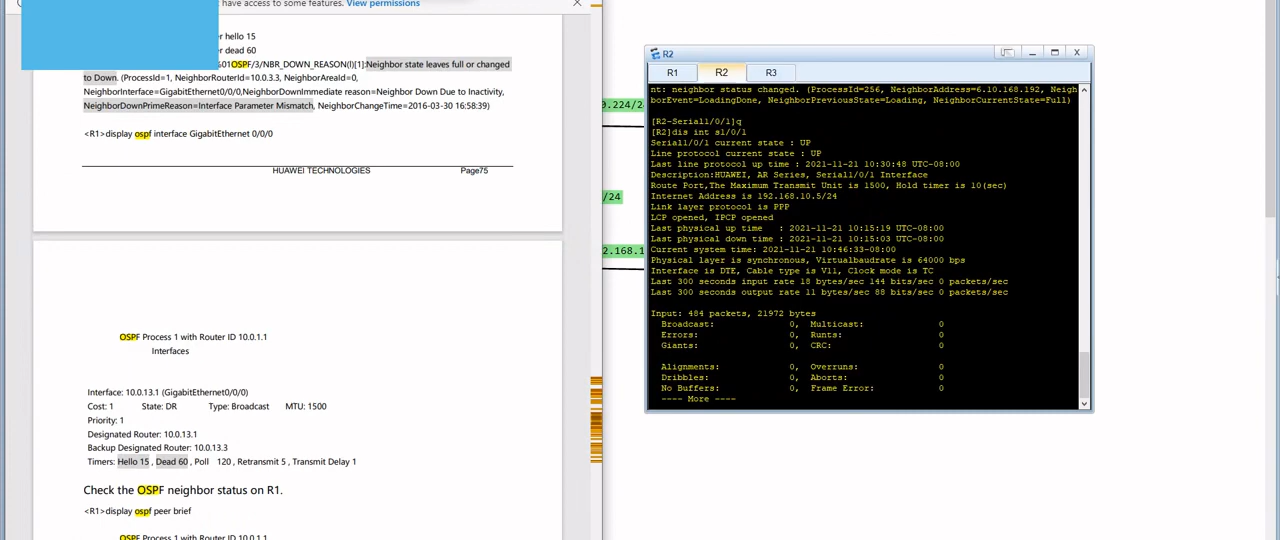 have access to some features. View permissions
r hello 15
r dead 60
%01OSPF/3/NBR_DOWN_REASON(l)[1]:Neighbor state leaves full or changed
to Down. (ProcessId=1, NeighborRouterId=10.0.3.3, NeighborAreaId=0,
NeighborInterface=GigabitEthernet0/0/0,NeighborDownImmediate reason=Neighbor Down Due to Inactivity,
NeighborDownPrimeReason=Interface Parameter Mismatch, NeighborChangeTime=2016-03-30 16:58:39)
<R1>display ospf interface GigabitEthernet 0/0/0
HUAWEI TECHNOLOGIES Page75
OSPF Process 1 with Router ID 10.0.1.1
Interfaces
Interface: 10.0.13.1 (GigabitEthernet0/0/0)
Cost: 1 State: DR Type: Broadcast MTU: 1500
Priority: 1
Designated Router: 10.0.13.1
Backup Designated Router: 10.0.13.3
Timers: Hello 15 , Dead 60 , Poll 120 , Retransmit 5 , Transmit Delay 1
Check the OSPF neighbor status on R1.
<R1>display ospf peer brief
OSPF Process 1 with Router ID 10.0.1.1
0.224/24
/24
2.168.1
R2
R1 R2 R3
nt: neighbor status changed. (ProcessId=256, NeighborAddress=6.10.168.192, Neigh
borEvent=LoadingDone, NeighborPreviousState=Loading, NeighborCurrentState=Full)
[R2-Serial1/0/1]q
[R2]dis int s1/0/1
Serial1/0/1 current state : UP
Line protocol current state : UP
Last line protocol up time : 2021-11-21 10:30:48 UTC-08:00
Description:HUAWEI, AR Series, Serial1/0/1 Interface
Route Port,The Maximum Transmit Unit is 1500, Hold timer is 10(sec)
Internet Address is 192.168.10.5/24
Link layer protocol is PPP
LCP opened, IPCP opened
Last physical up time : 2021-11-21 10:15:19 UTC-08:00
Last physical down time : 2021-11-21 10:15:03 UTC-08:00
Current system time: 2021-11-21 10:46:33-08:00
Physical layer is synchronous, Virtualbaudrate is 64000 bps
Interface is DTE, Cable type is V11, Clock mode is TC
Last 300 seconds input rate 18 bytes/sec 144 bits/sec 0 packets/sec
Last 300 seconds output rate 11 bytes/sec 88 bits/sec 0 packets/sec
Input: 484 packets, 21972 bytes
Broadcast: 0, Multicast: 0
Errors: 0, Runts: 0
Giants: 0, CRC: 0
Alignments: 0, Overruns: 0
Dribbles: 0, Aborts: 0
No Buffers: 0, Frame Error: 0
---- More ----